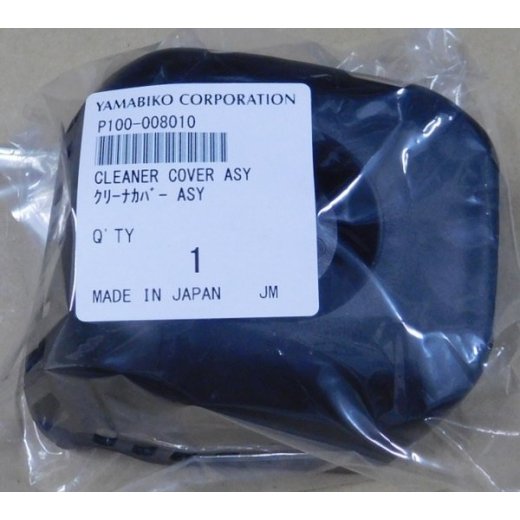 YAMABIKO CORPORATION
P100-008010
CLEANER COVER ASY
ｸﾘｰﾅｶﾊﾞｰ ASY
Q'TY
1
MADE IN JAPAN JM